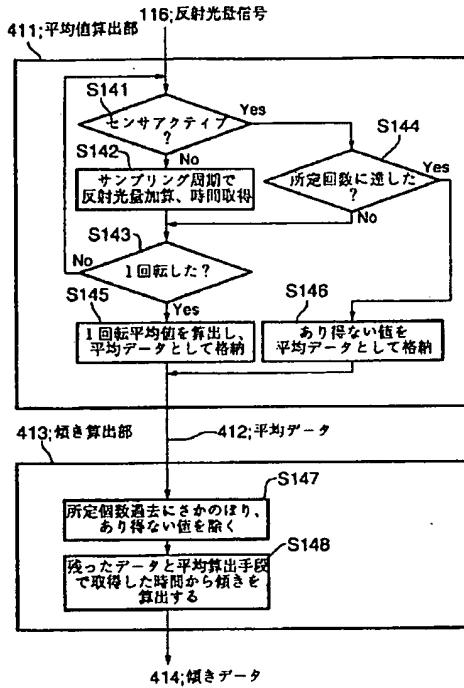 116;反射光量信号
411;平均値算出部
S141
センサアクティブ
?
Yes
No
S142
サンプリング周期で
反射光量加算、時間取得
S144
所定回数に達した
?
Yes
No
S143
1回転した?
No
Yes
S145
1回転平均値を算出し、
平均データとして格納
S146
あり得ない値を
平均データとして格納
413;傾き算出部
412;平均データ
S147
所定個数過去にさかのぼり、
あり得ない値を除く
S148
残ったデータと平均算出手段
で取得した時間から傾きを
算出する
414;傾きデータ